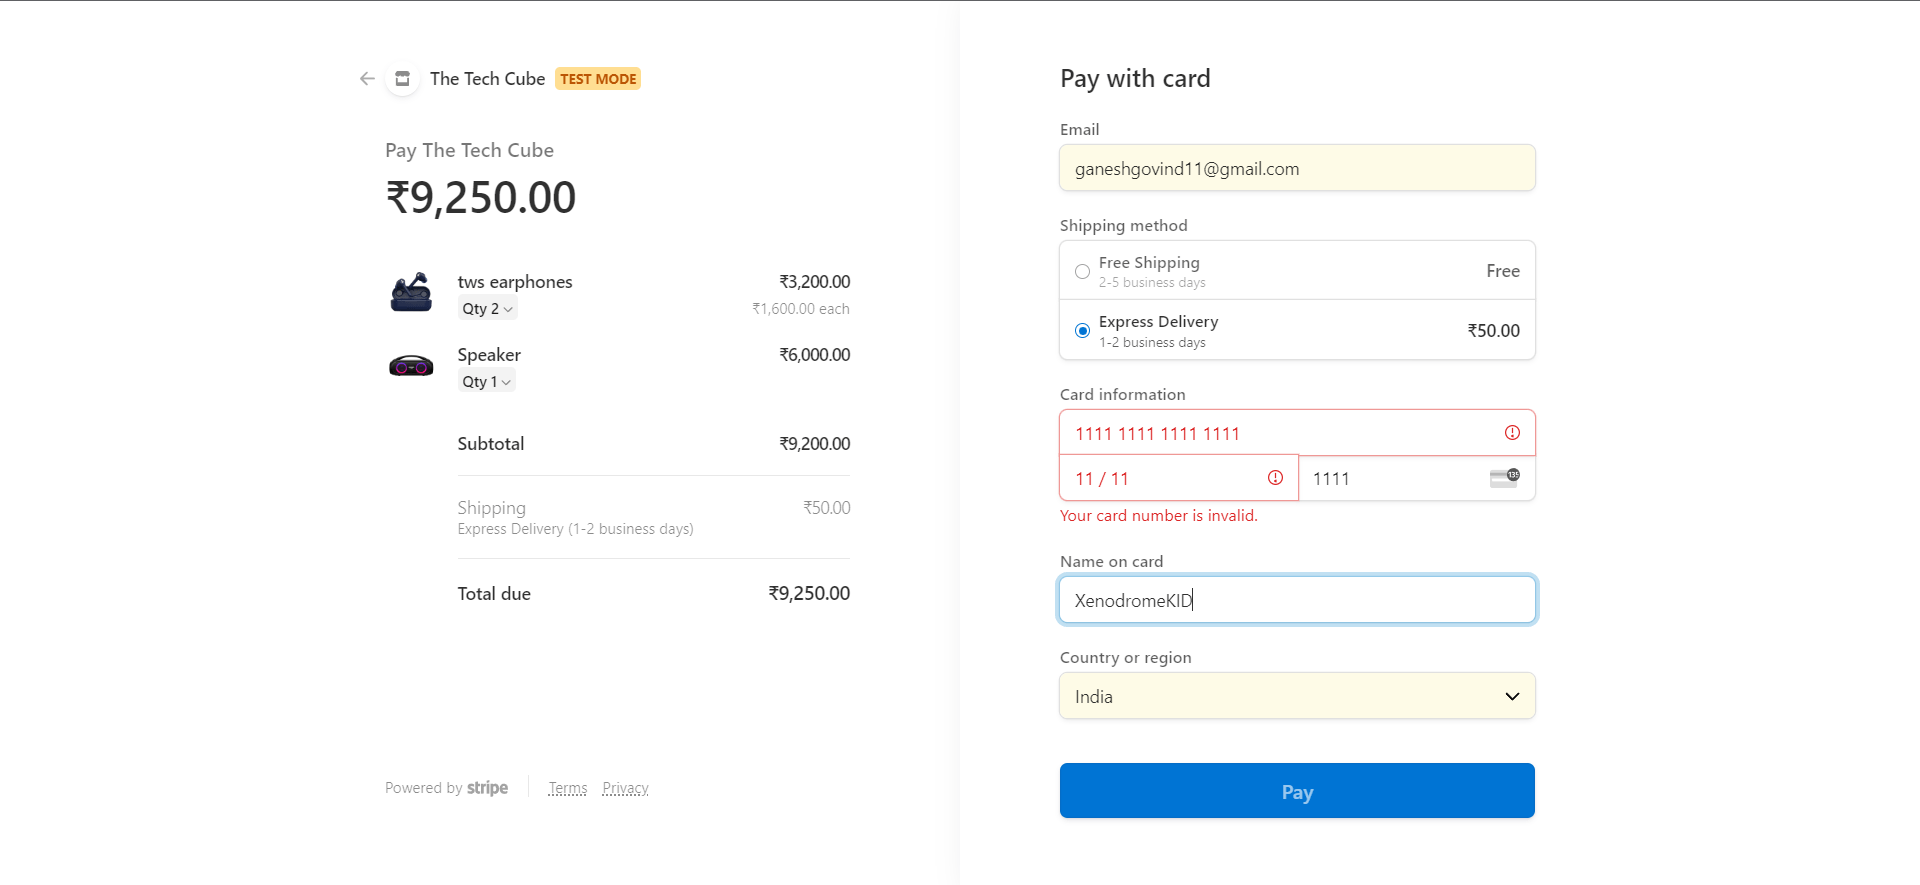 The Tech Cube TEST MODE
Pay The Tech Cube
₹9,250.00
tws earphones ₹3,200.00
Qty 2 ₹1,600.00 each
Speaker ₹6,000.00
Qty 1
Subtotal ₹9,200.00
Shipping ₹50.00
Express Delivery (1-2 business days)
Total due ₹9,250.00
Powered by stripe Terms Privacy
Pay with card
Email
ganeshgovind11@gmail.com
Shipping method
Free Shipping Free
2-5 business days
Express Delivery ₹50.00
1-2 business days
Card information
1111 1111 1111 1111
11 / 11 1111 135
Your card number is invalid.
Name on card
XenodromeKID
Country or region
India
Pay